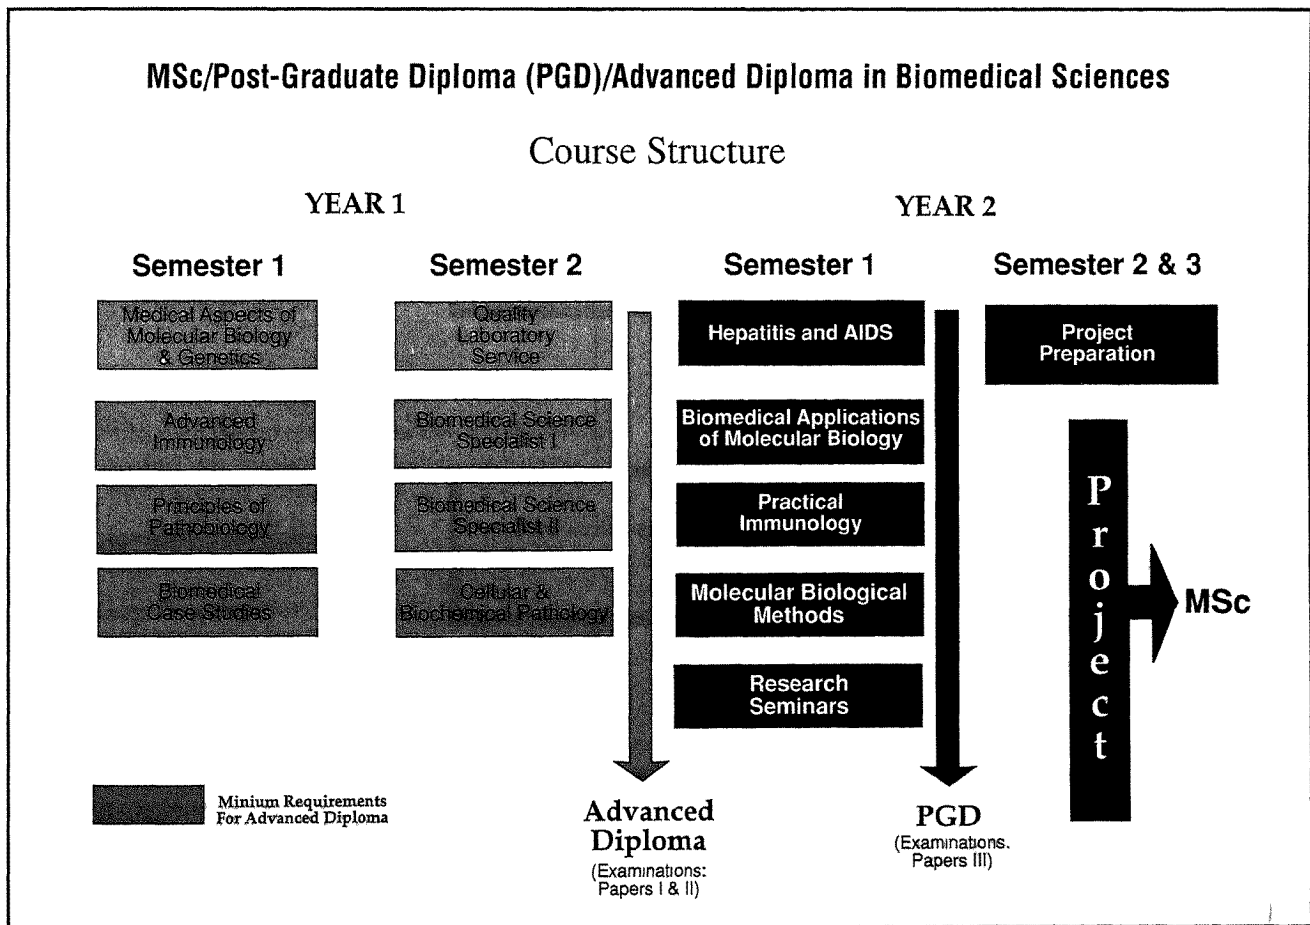 MSc/Post-Graduate Diploma (PGD)/Advanced Diploma in Biomedical Sciences
Course Structure
YEAR 1
YEAR 2
Semester 1
Semester 2
Semester 1
Semester 2 & 3
Medical Aspects of
Molecular Biology
& Genetics
Advanced
Immunology
Principles of
Pathobiology
Biomedical
Case Studies
Quality
Laboratory
Service
Biomedical Science
Specialist I
Biomedical Science
Specialist II
Cellular &
Biochemical Pathology
Hepatitis and AIDS
Biomedical Applications
of Molecular Biology
Practical
Immunology
Molecular Biological
Methods
Research
Seminars
Project
Preparation
Project
MSc
Minium Requirements
For Advanced Diploma
Advanced
Diploma
(Examinations:
Papers I & II)
PGD
(Examinations.
Papers III)